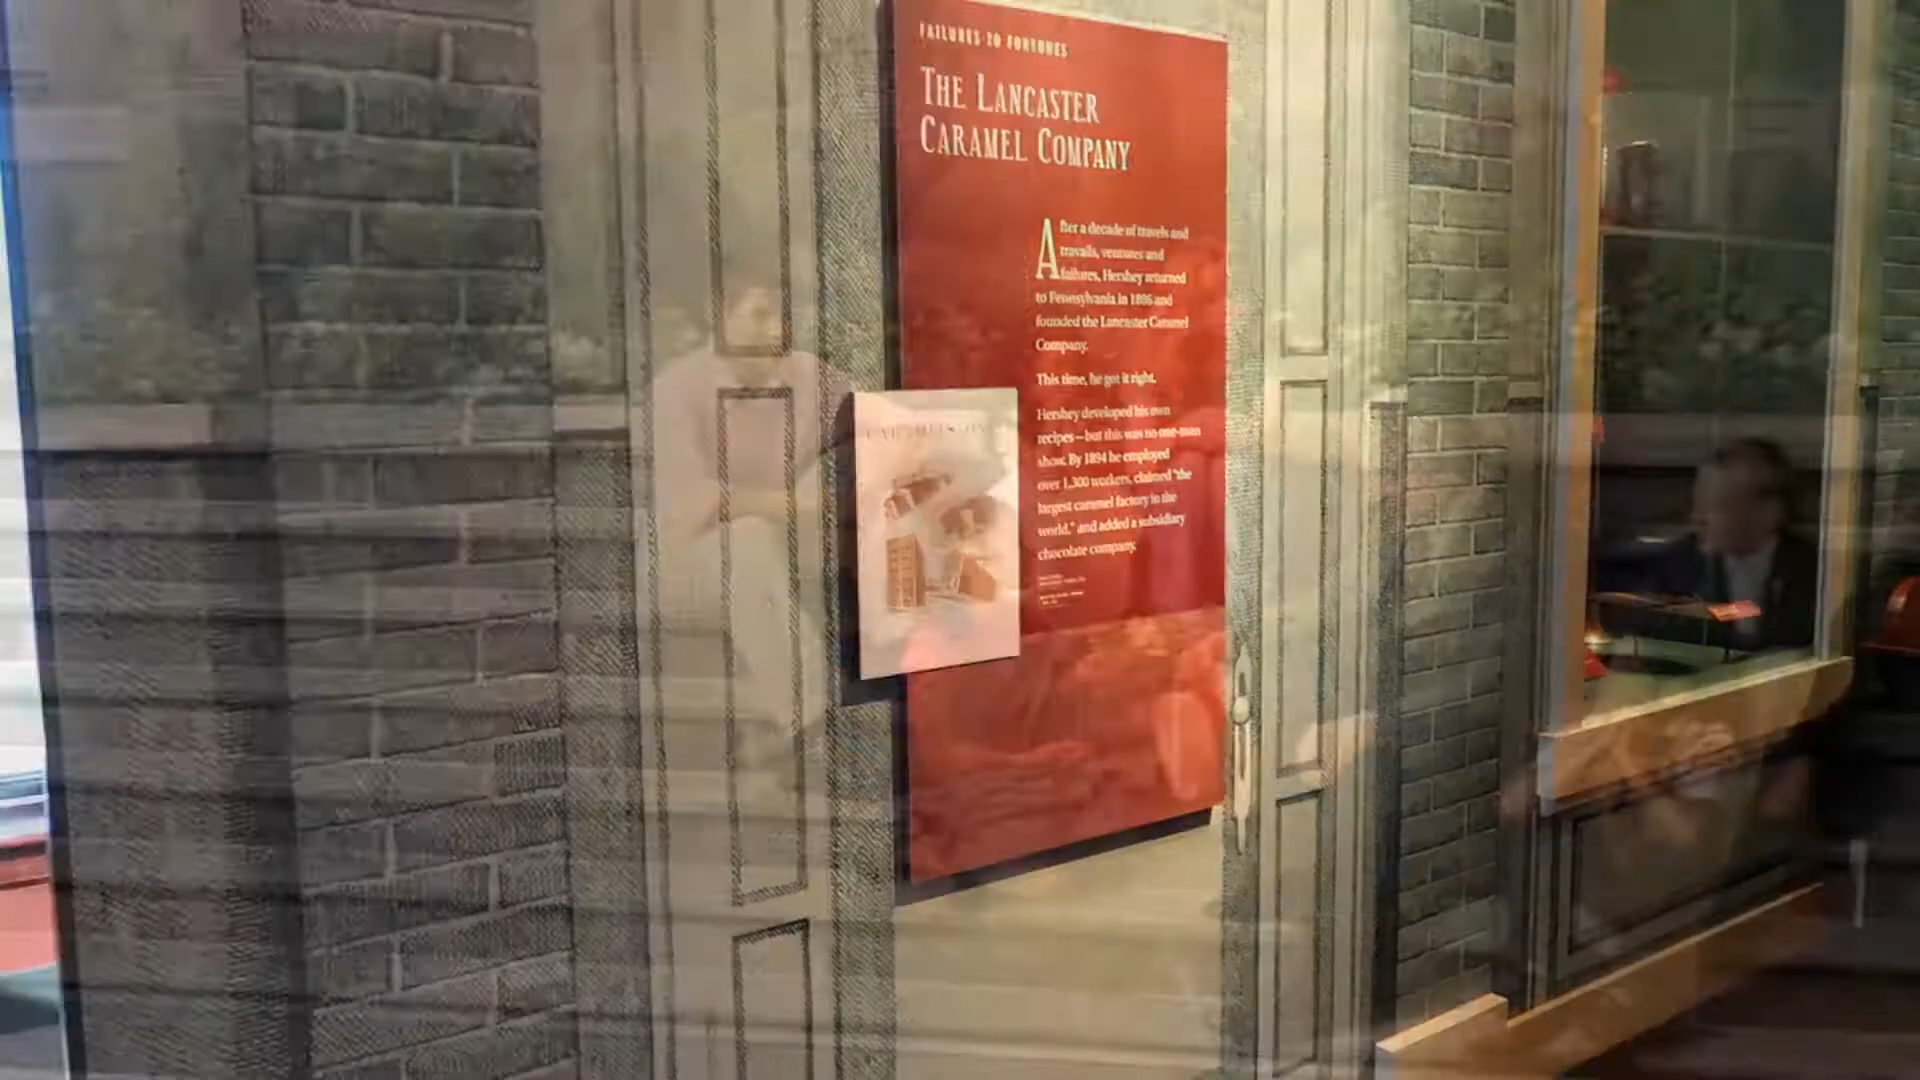 FAILURES TO FORTUNES
THE LANCASTER
CARAMEL COMPANY
After a decade of travels and
travails, ventures and
failures, Hershey returned
to Pennsylvania in 1886 and
founded the Lancaster Caramel
Company.
This time, he got it right.
Hershey developed his own
recipes – but this was no one-man
show. By 1894 he employed
over 1,300 workers, claimed "the
largest caramel factory in the
world," and added a subsidiary
chocolate company.